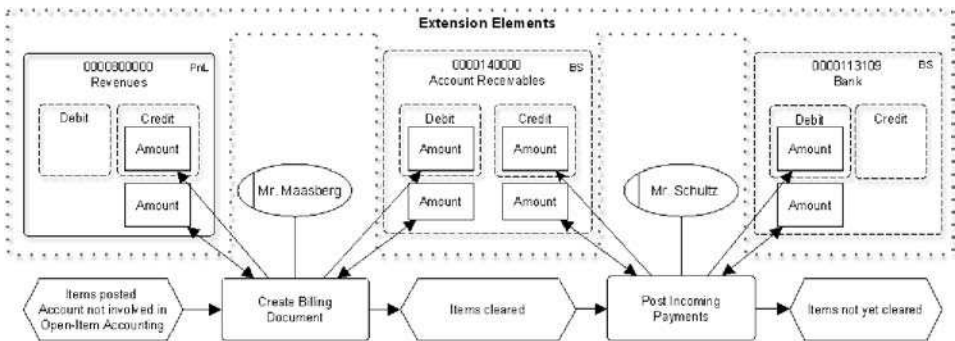 Extension Elements
0000800000
PnL
Revenues
Debit
Credit
Amount
Amount
0000140000
BS
Account Receivables
Debit
Credit
Amount
Amount
Amount
Amount
0000113109
BS
Bank
Debit
Credit
Amount
Amount
Mr. Maasberg
Mr. Schultz
Items posted
Account not involved in
Open-Item Accounting
Create Billing
Document
Items cleared
Post Incoming
Payments
Items not yet cleared